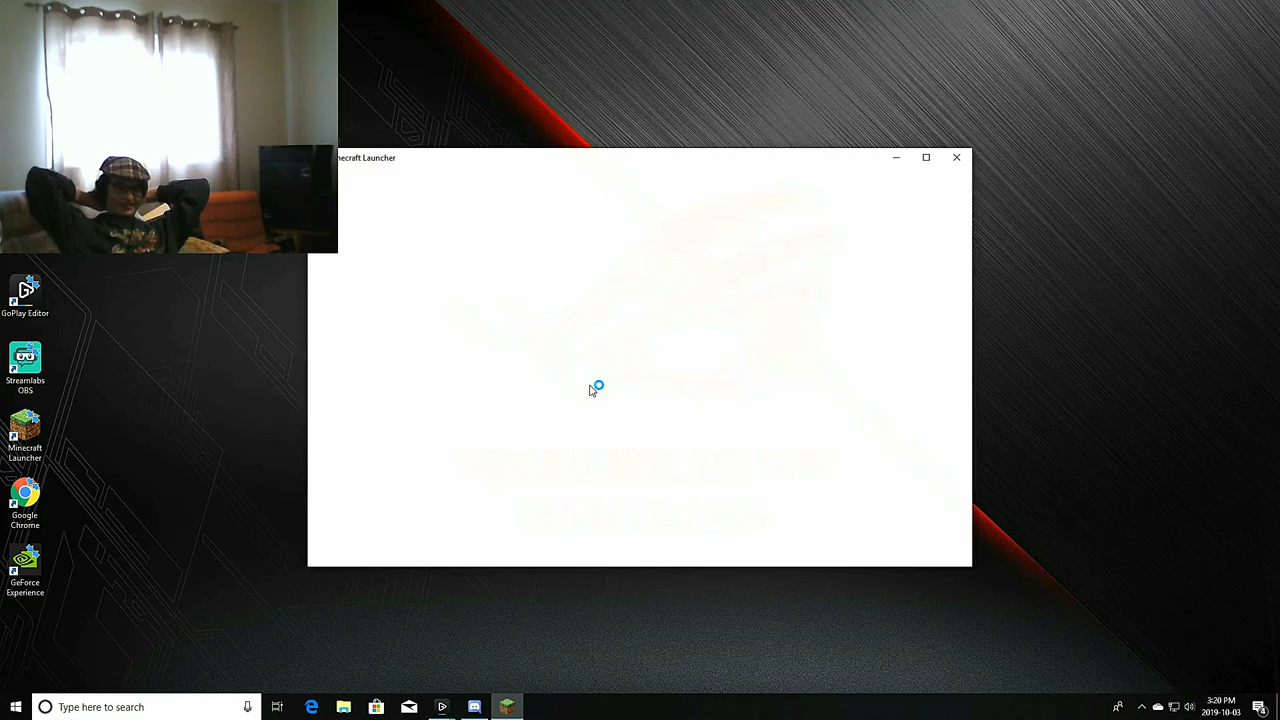 necraft Launcher
GoPlay Editor
Streamlabs
OBS
Minecraft
Launcher
Google
Chrome
GeForce
Experience
Type here to search
3:20 PM
2019-10-03
4